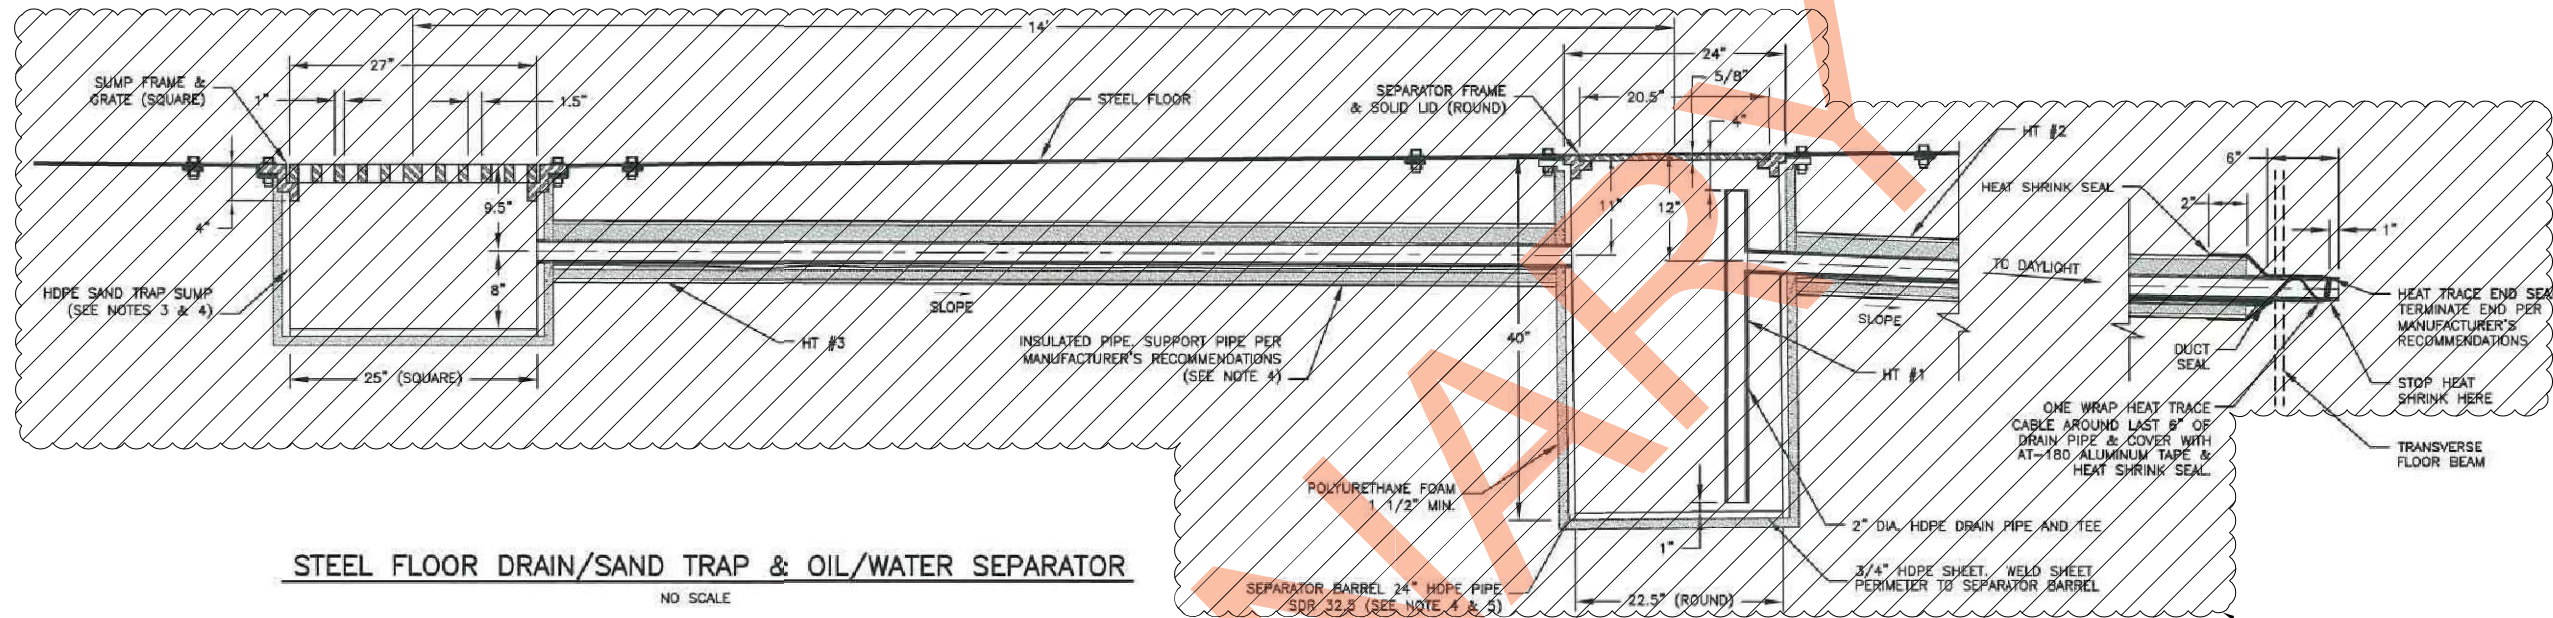 14'
27"
24"
5/8"
SUMP FRAME &
GRATE (SQUARE)
1"
1.5"
STEEL FLOOR
SEPARATOR FRAME
& SOLID LID (ROUND)
20.5"
4"
HT #2
6"
HEAT SHRINK SEAL
2"
4"
9.5"
11"
12"
1"
HDPE SAND TRAP SUMP
(SEE NOTES 3 & 4)
8"
SLOPE
TO DAYLIGHT
SLOPE
HEAT TRACE END SEA
TERMINATE END PER
MANUFACTURER'S
RECOMMENDATIONS
HT #3
INSULATED PIPE, SUPPORT PIPE PER
MANUFACTURER'S RECOMMENDATIONS
(SEE NOTE 4)
40"
DUCT
SEAL
25" (SQUARE)
HT #1
STOP HEAT
SHRINK HERE
ONE WRAP HEAT TRACE
CABLE AROUND LAST 6" OF
DRAIN PIPE & COVER WITH
AT-180 ALUMINUM TAPE &
HEAT SHRINK SEAL.
TRANSVERSE
FLOOR BEAM
POLYURETHANE FOAM
1 1/2" MIN.
2" DIA. HDPE DRAIN PIPE AND TEE
1"
3/4" HDPE SHEET. WELD SHEET
PERIMETER TO SEPARATOR BARREL
SEPARATOR BARREL 24" HDPE PIPE
SDR 32.5 (SEE NOTE 4 & 5)
22.5" (ROUND)
STEEL FLOOR DRAIN/SAND TRAP & OIL/WATER SEPARATOR
NO SCALE